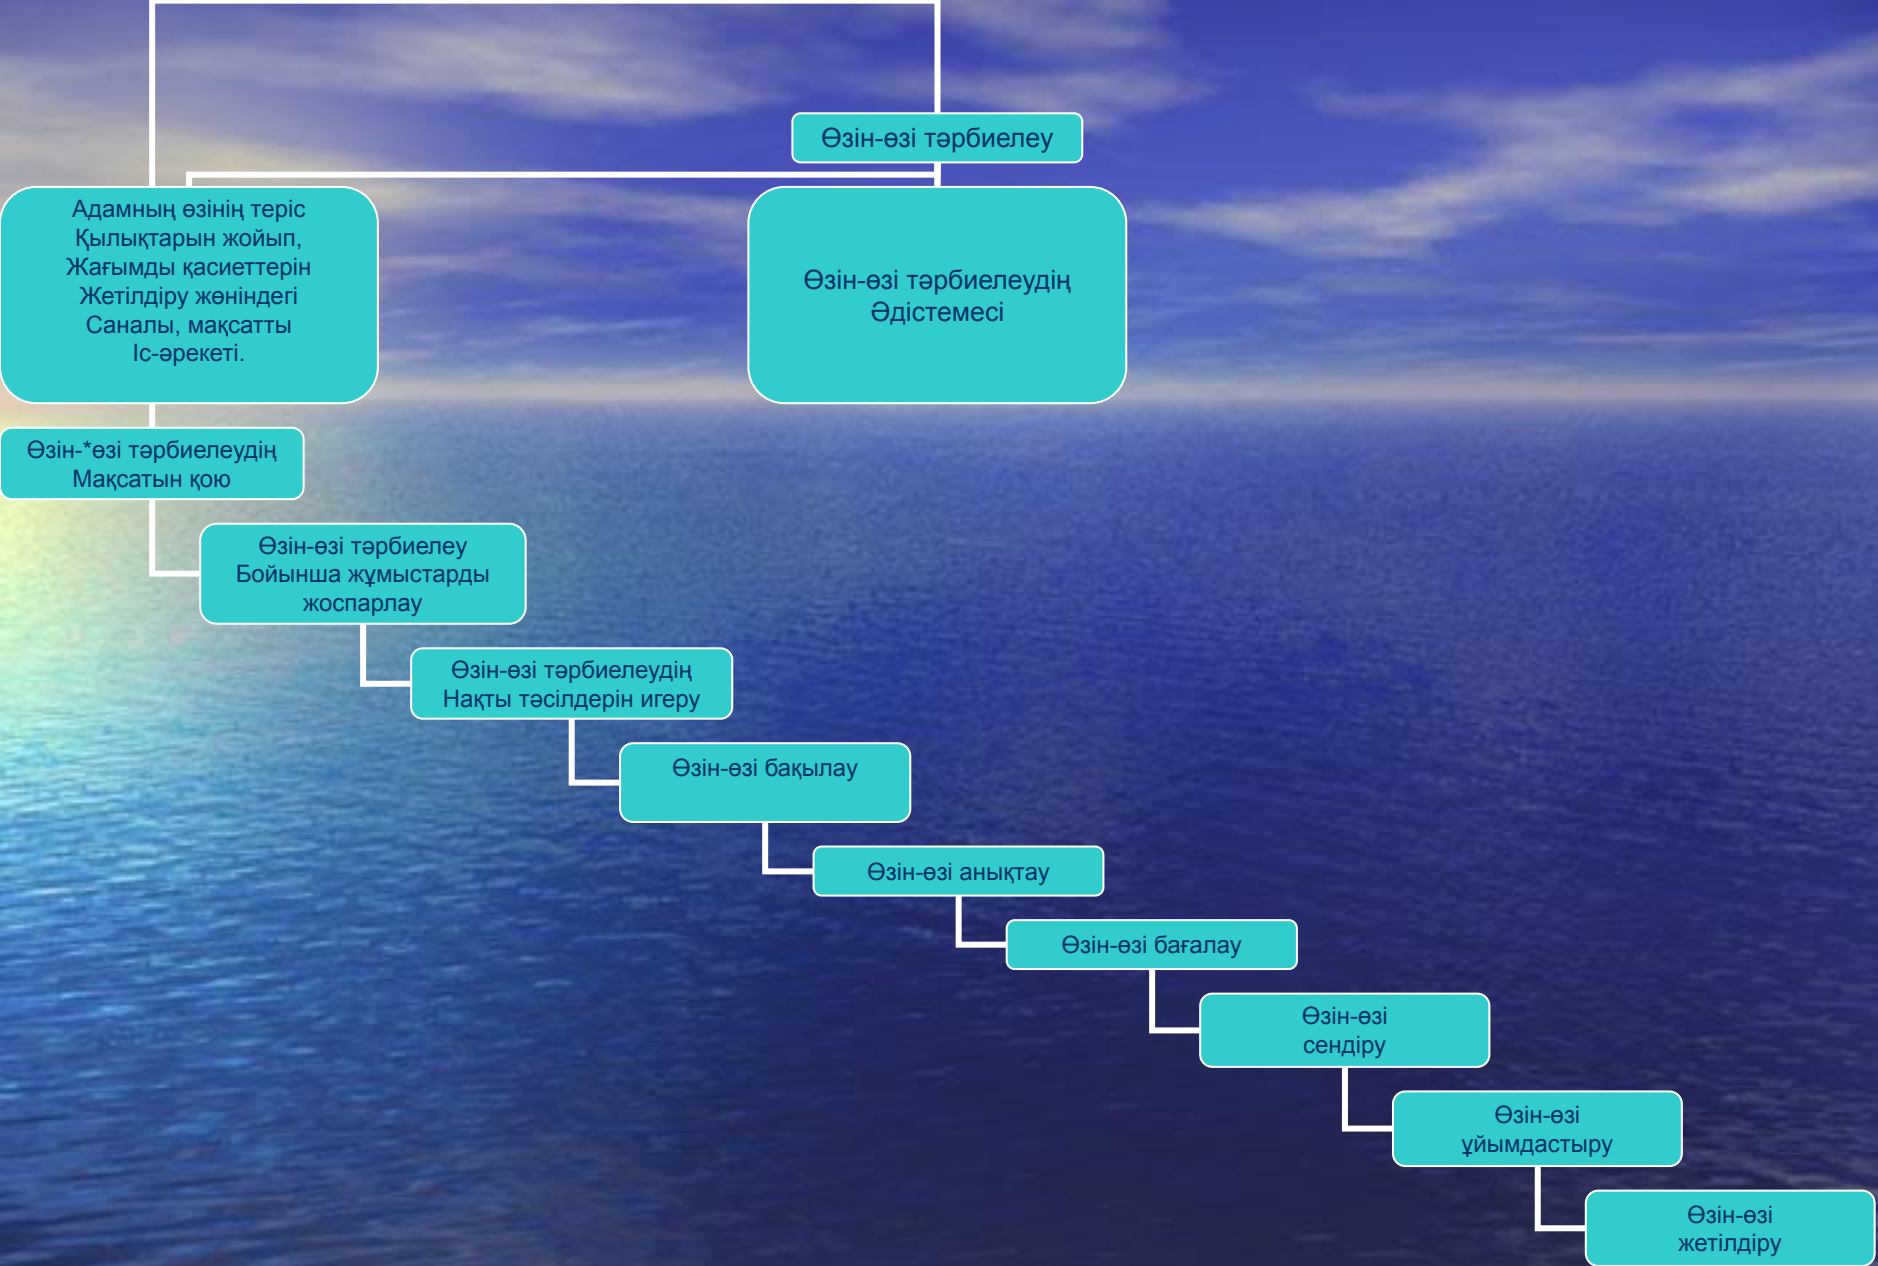 Өзін-өзі тәрбиелеу
Адамның өзінің теріс
Қылықтарын жойып,
Жағымды қасиеттерін
Жетілдіру жөніндегі
Саналы, мақсатты
Іс-әрекеті.
Өзін-өзі тәрбиелеудің
Әдістемесі
Өзін-*өзі тәрбиелеудің
Мақсатын қою
Өзін-өзі тәрбиелеу
Бойынша жұмыстарды
жоспарлау
Өзін-өзі тәрбиелеудің
Нақты тәсілдерін игеру
Өзін-өзі бақылау
Өзін-өзі анықтау
Өзін-өзі бағалау
Өзін-өзі
сендіру
Өзін-өзі
ұйымдастыру
Өзін-өзі
жетілдіру